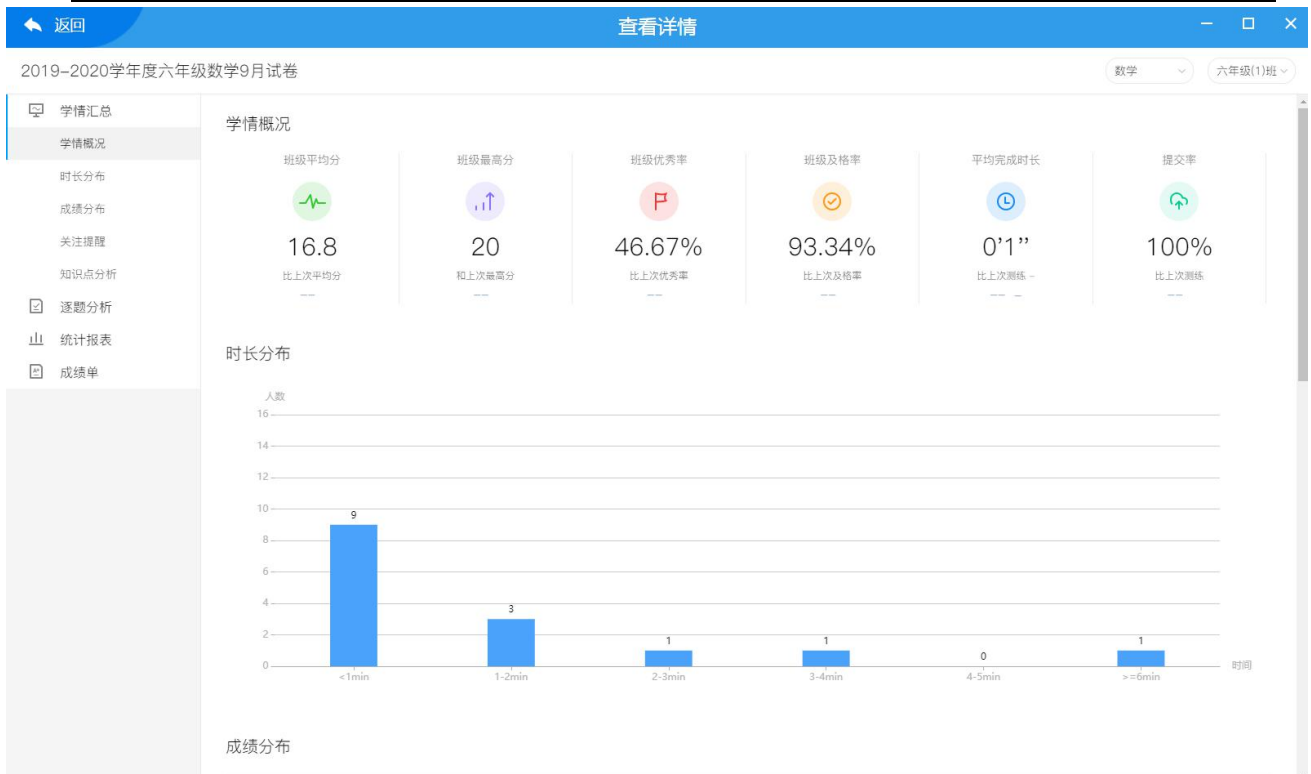 返回
查看详情
2019-2020学年度六年级数学9月试卷
数学
六年级(1)班
学情汇总
学情概况
时长分布
成绩分布
关注提醒
知识点分析
逐题分析
统计报表
成绩单
学情概况
班级平均分 班级最高分 班级优秀率 班级及格率 平均完成时长 提交率
16.8 20 46.67% 93.34% 0’1’’ 100%
比上次平均分 和上次最高分 比上次优秀率 比上次及格率 比上次测练 – 比上次测练
-- -- -- -- -- – --
时长分布
人数
16
14
12
10
8
6
4
2
0
9 3 1 1 0 1
<1min 1-2min 2-3min 3-4min 4-5min >=6min
时间
成绩分布